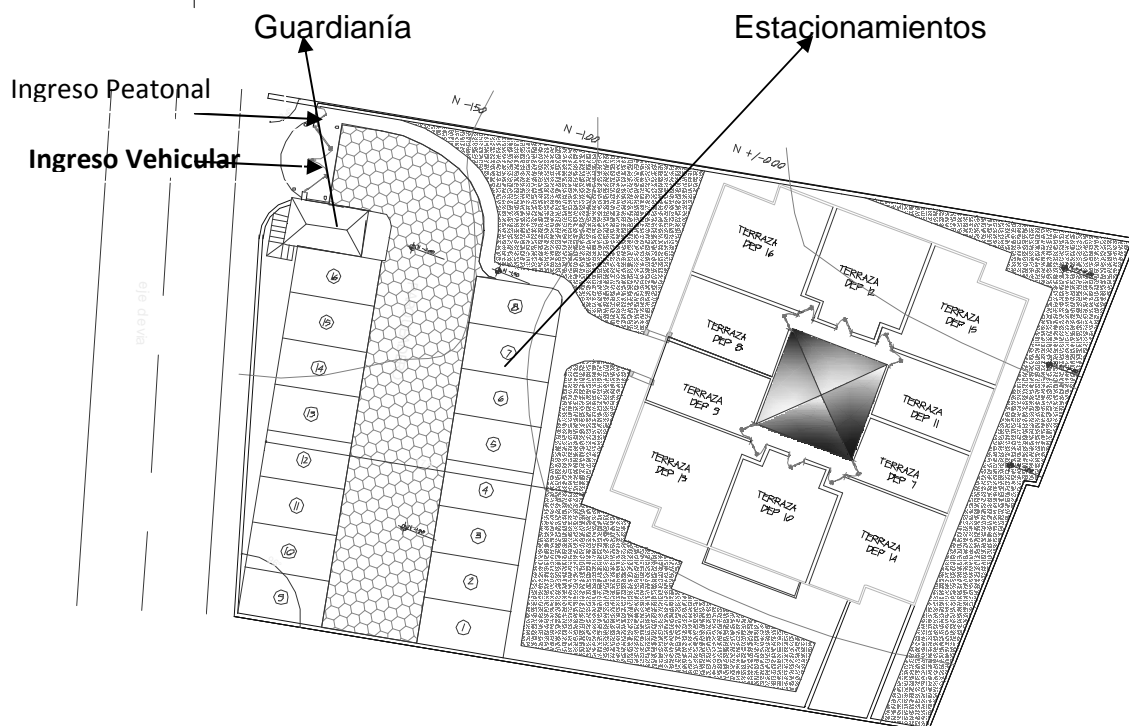 Guardianía
Estacionamientos
Ingreso Peatonal
Ingreso Vehicular
N -1.50
N -1.00
N +/-0.00
eje de via
16
15
14
13
12
11
10
9
8
7
6
5
4
3
2
1
TERRAZA
DEP 16
TERRAZA
DEP 12
TERRAZA
DEP 15
TERRAZA
DEP 8
TERRAZA
DEP 11
TERRAZA
DEP 9
TERRAZA
DEP 7
TERRAZA
DEP 13
TERRAZA
DEP 10
TERRAZA
DEP 14